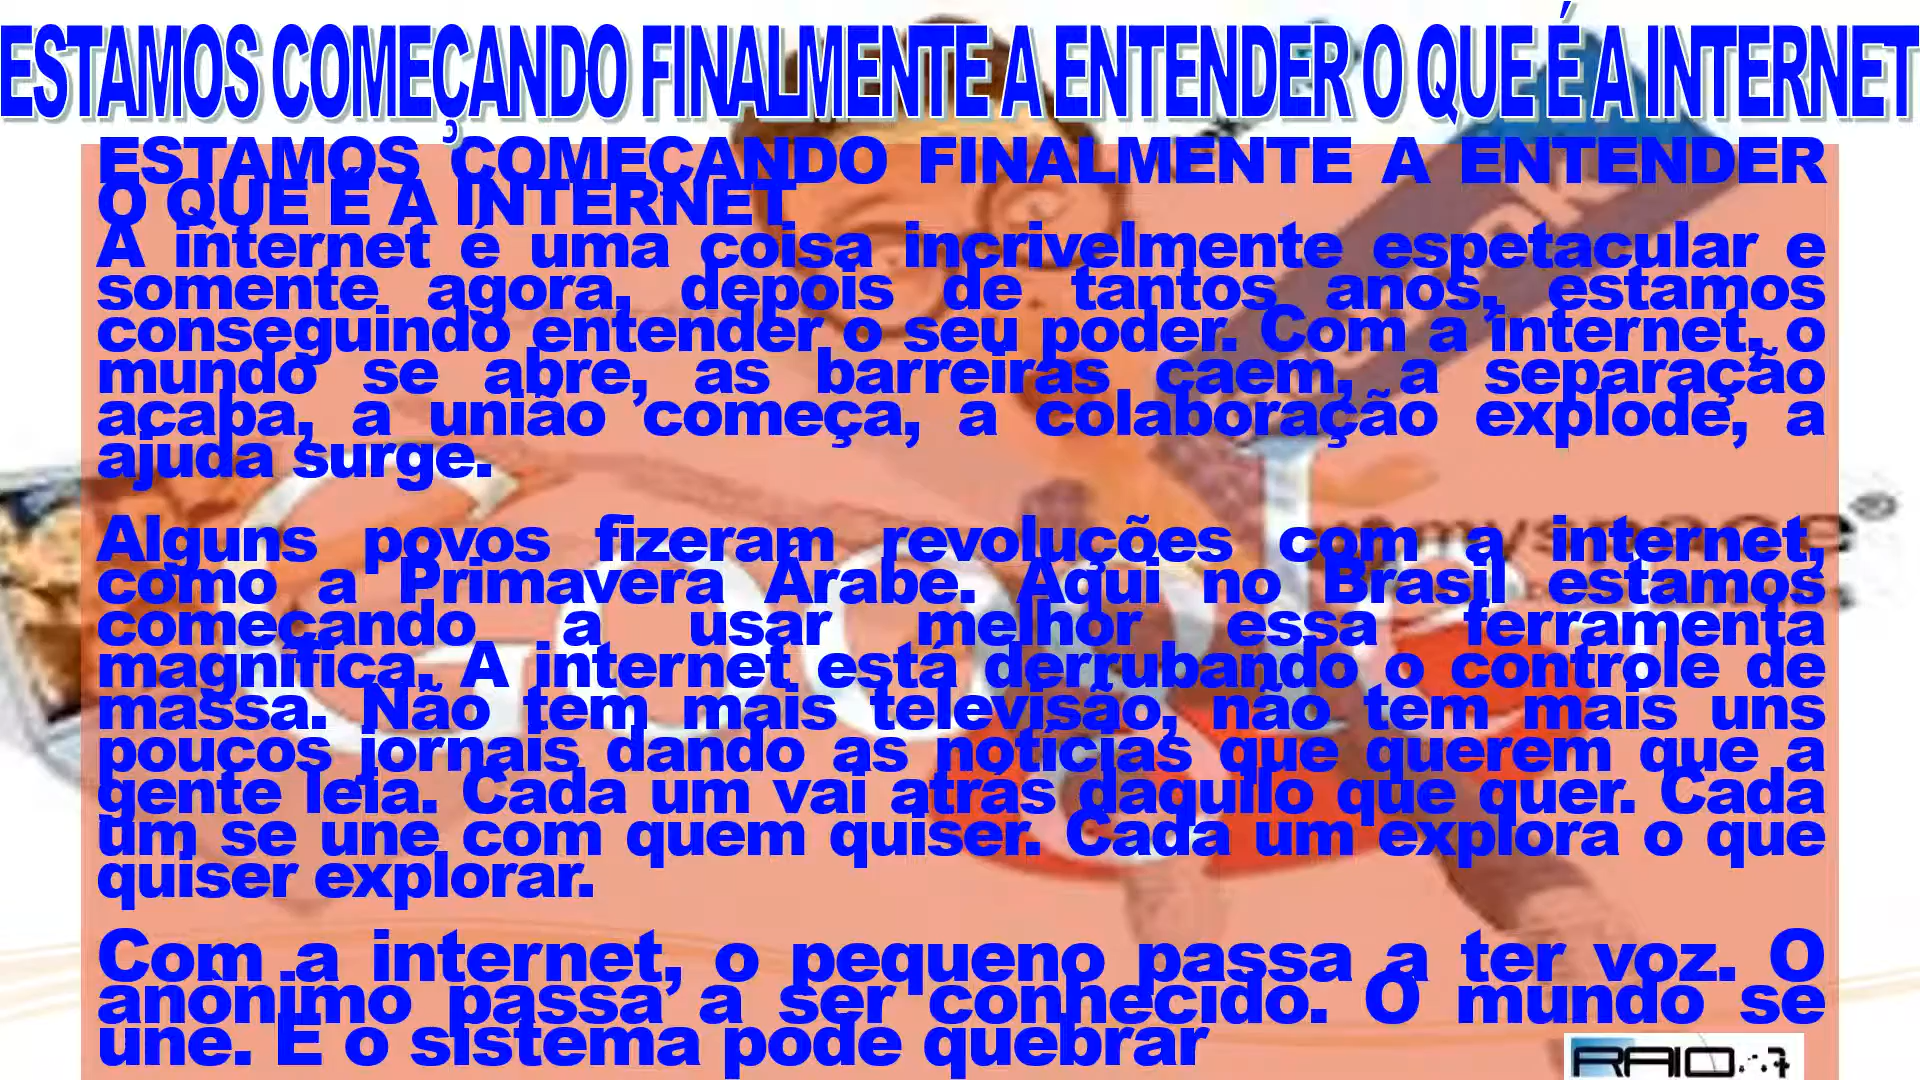 ESTAMOS COMEÇANDO FINALMENTE A ENTENDER O QUE É A INTERNET
ESTAMOS COMEÇANDO FINALMENTE A ENTENDER
O QUE É A INTERNET
A internet é uma coisa incrivelmente espetacular e
somente agora, depois de tantos anos, estamos
conseguindo entender o seu poder. Com a internet, o
mundo se abre, as barreiras caem, a separação
acaba, a união começa, a colaboração explode, a
ajuda surge.
Alguns povos fizeram revoluções com a internet,
como a Primavera Árabe. Aqui no Brasil estamos
começando a usar melhor essa ferramenta
magnífica. A internet está derrubando o controle de
massa. Não tem mais televisão, não tem mais uns
poucos jornais dando as notícias que querem que a
gente leia. Cada um vai atrás daquilo que quer. Cada
um se une com quem quiser. Cada um explora o que
quiser explorar.
Com a internet, o pequeno passa a ter voz. O
anônimo passa a ser conhecido. O mundo se
une. E o sistema pode quebrar
Google
myspace®
RAIO